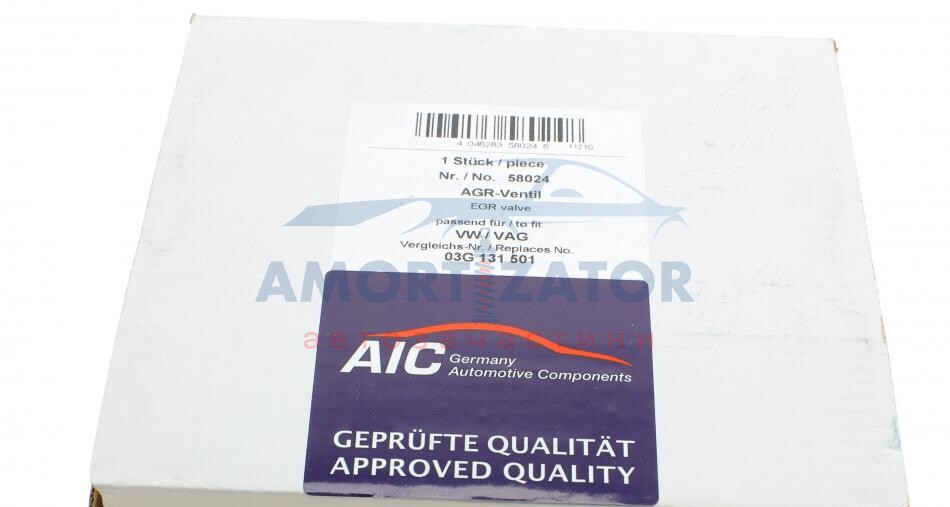 4 046283 58024 8 11210
1 Stück / piece
Nr. / No. 58024
AGR-Ventil
EGR valve
passend für / to fit
VW / VAG
Vergleichs-Nr. / Replaces No.
03G 131 501
AMORTIZATOR
автозапчастини
AIC Germany
Automotive Components
GEPRÜFTE QUALITÄT
APPROVED QUALITY